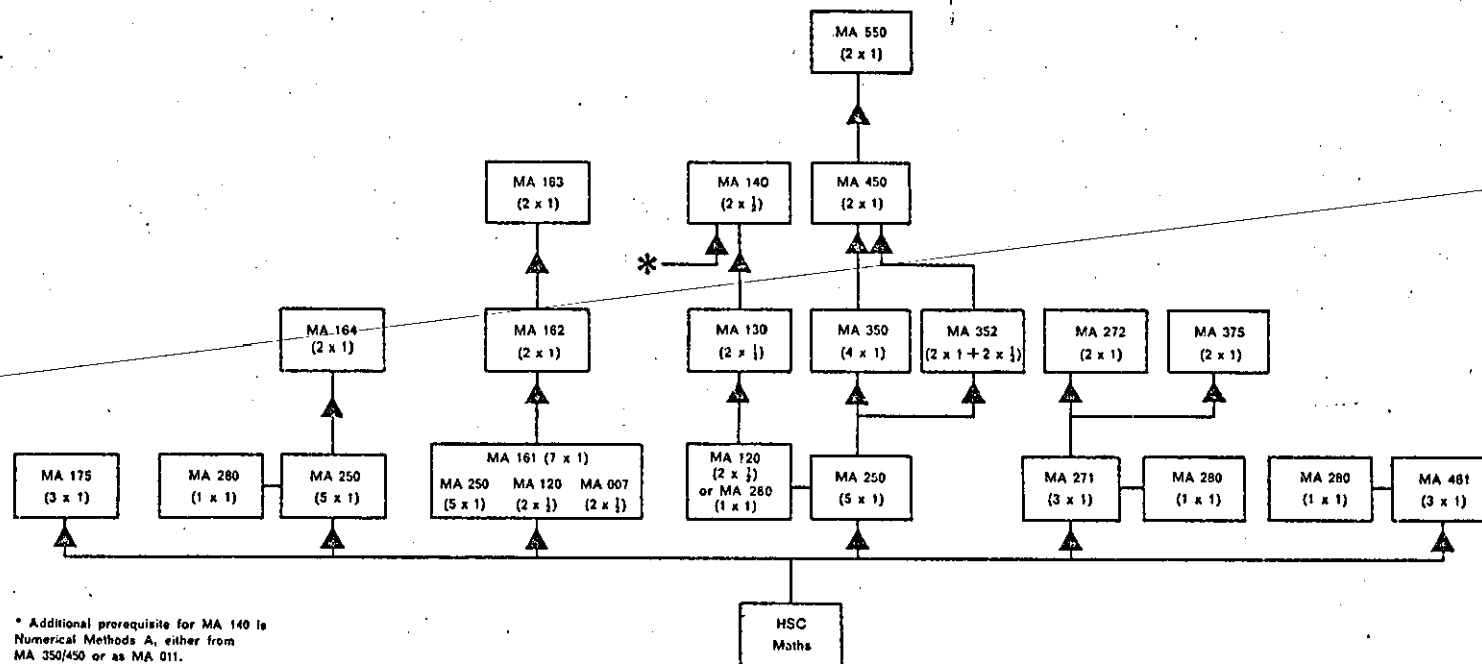 MA 550
(2 x 1)
MA 163
(2 x 1)
MA 140
(2 x ½)
MA 450
(2 x 1)
*
MA 164
(2 x 1)
MA 162
(2 x 1)
MA 130
(2 x ½)
MA 350
(4 x 1)
MA 352
(2 x 1 + 2 x ½)
MA 272
(2 x 1)
MA 375
(2 x 1)
MA 175
(3 x 1)
MA 280
(1 x 1)
MA 250
(5 x 1)
MA 161 (7 x 1)
MA 250 MA 120 MA 007
(5 x 1) (2 x ½) (2 x ½)
MA 120
(2 x ½)
or MA 280
(1 x 1)
MA 250
(5 x 1)
MA 271
(3 x 1)
MA 280
(1 x 1)
MA 280
(1 x 1)
MA 481
(3 x 1)
HSC
Maths
* Additional prerequisite for MA 140 is
Numerical Methods A, either from
MA 350/450 or as MA 011.